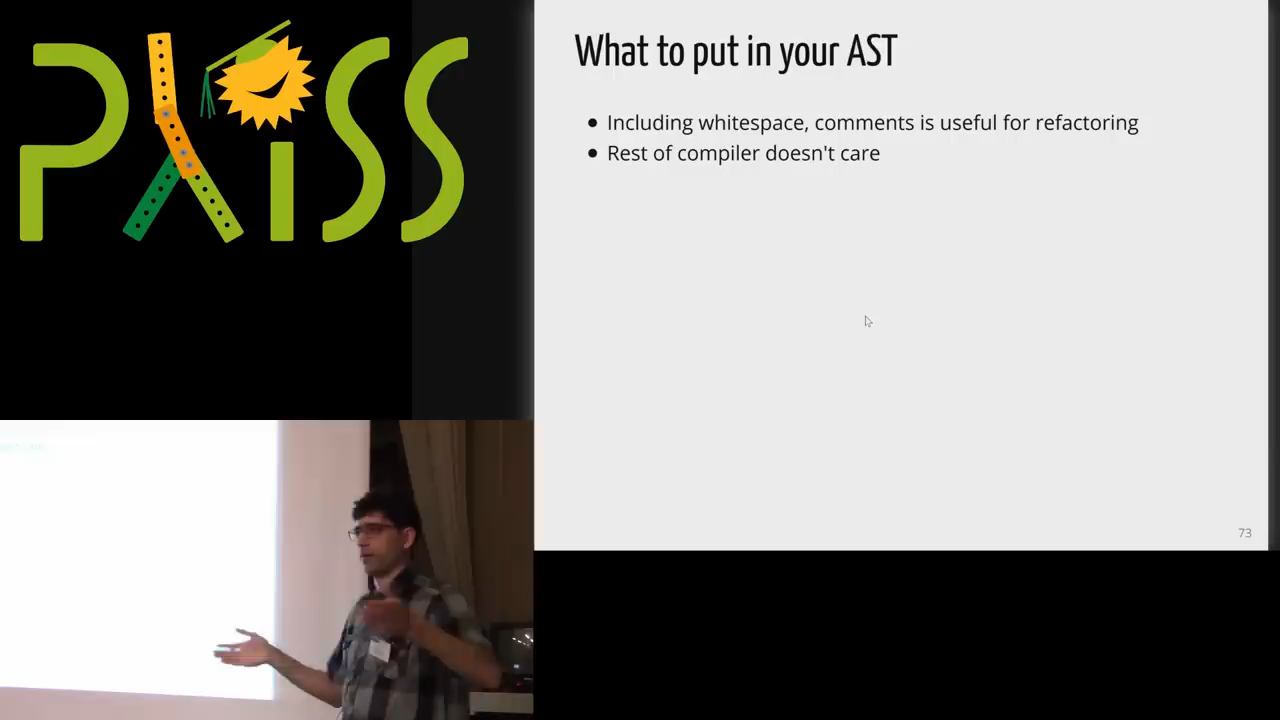 PLISS
What to put in your AST
• Including whitespace, comments is useful for refactoring
• Rest of compiler doesn't care
73